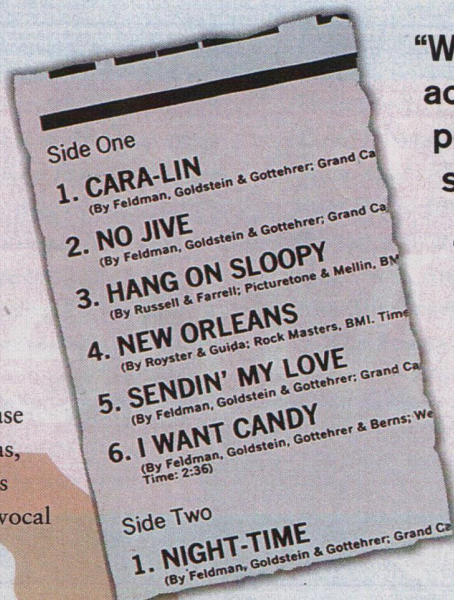 Side One
1. CARA-LIN
(By Feldman, Goldstein & Gottehrer; Grand Ca
2. NO JIVE
(By Feldman, Goldstein & Gottehrer; Grand Ca
3. HANG ON SLOOPY
(By Russell & Farrell; Picturetone & Mellin, BM
4. NEW ORLEANS
(By Royster & Guida; Rock Masters, BMI. Time
5. SENDIN' MY LOVE
(By Feldman, Goldstein & Gottehrer; Grand Ca
6. I WANT CANDY
(By Feldman, Goldstein, Gottehrer & Berns; We
Time: 2:36)
Side Two
1. NIGHT-TIME
(By Feldman, Goldstein & Gottehrer; Grand Ca
“W
ac
p
s
vocal